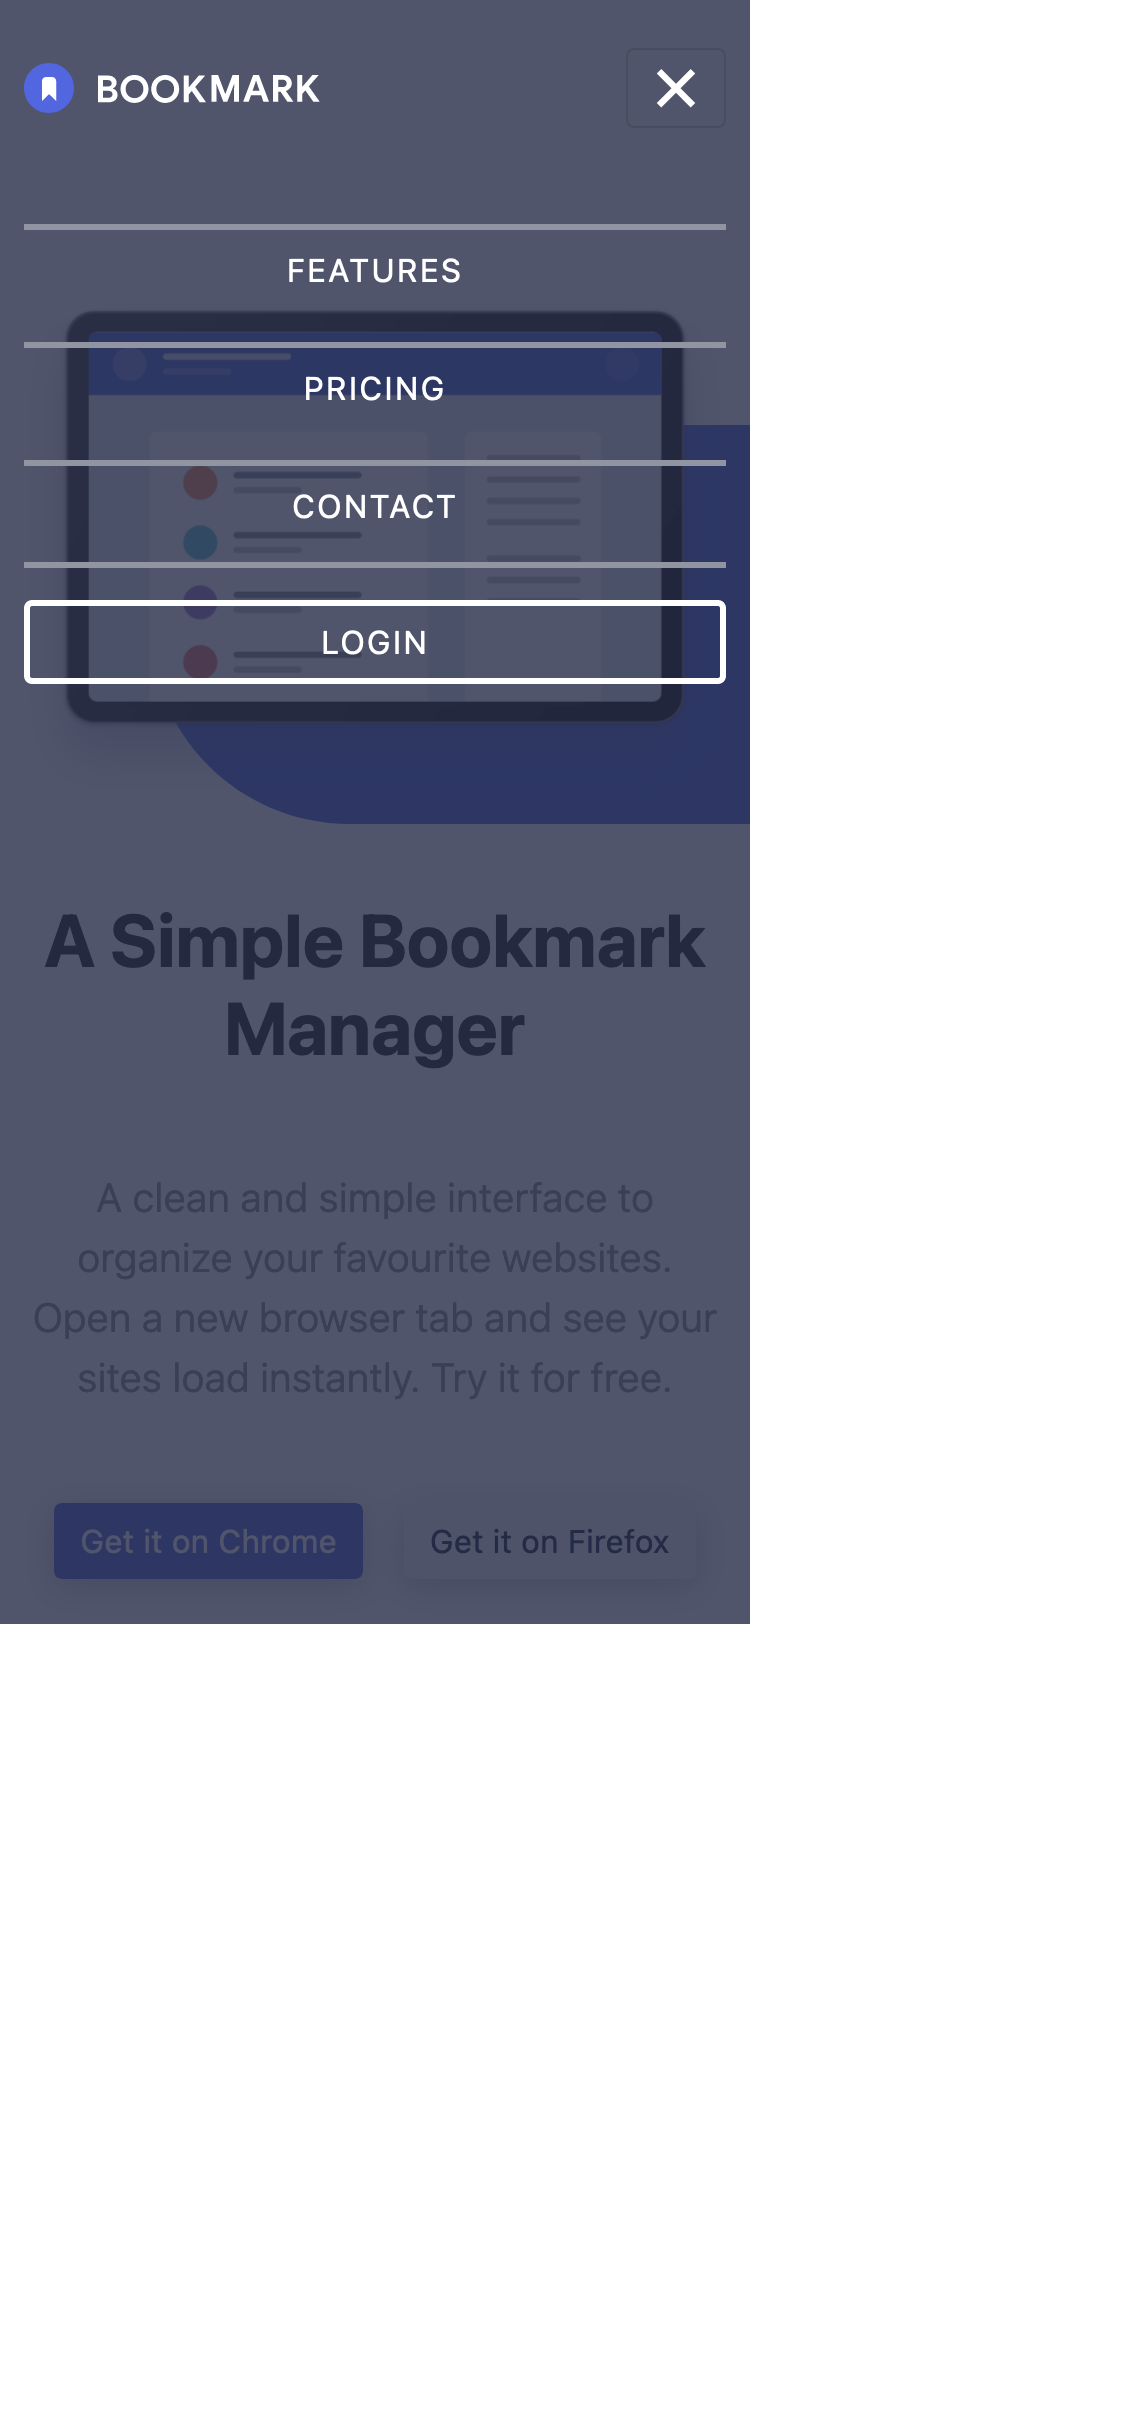 BOOKMARK
FEATURES
PRICING
CONTACT
LOGIN
A Simple Bookmark
Manager
A clean and simple interface to
organize your favourite websites.
Open a new browser tab and see your
sites load instantly. Try it for free.
Get it on Chrome
Get it on Firefox